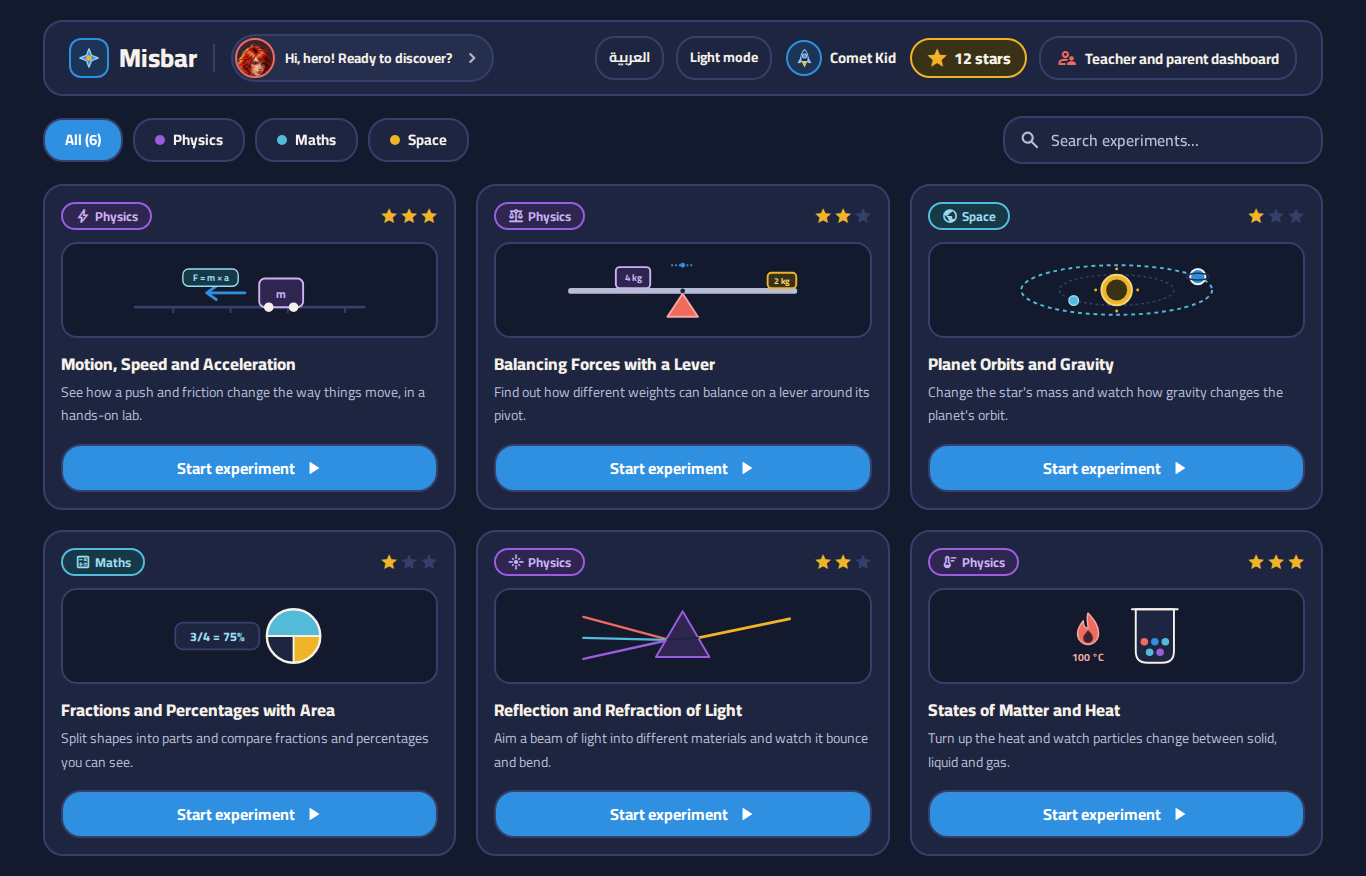 Misbar
Hi, hero! Ready to discover?
العربية
Light mode
Comet Kid
12 stars
Teacher and parent dashboard
All (6)
Physics
Maths
Space
Search experiments...
Physics
F = m × a
m
Motion, Speed and Acceleration
See how a push and friction change the way things move, in a
hands-on lab.
Start experiment
Physics
4 kg
2 kg
Balancing Forces with a Lever
Find out how different weights can balance on a lever around its
pivot.
Start experiment
Space
Planet Orbits and Gravity
Change the star's mass and watch how gravity changes the
planet's orbit.
Start experiment
Maths
3/4 = 75%
Fractions and Percentages with Area
Split shapes into parts and compare fractions and percentages
you can see.
Start experiment
Physics
Reflection and Refraction of Light
Aim a beam of light into different materials and watch it bounce
and bend.
Start experiment
Physics
100 °C
States of Matter and Heat
Turn up the heat and watch particles change between solid,
liquid and gas.
Start experiment